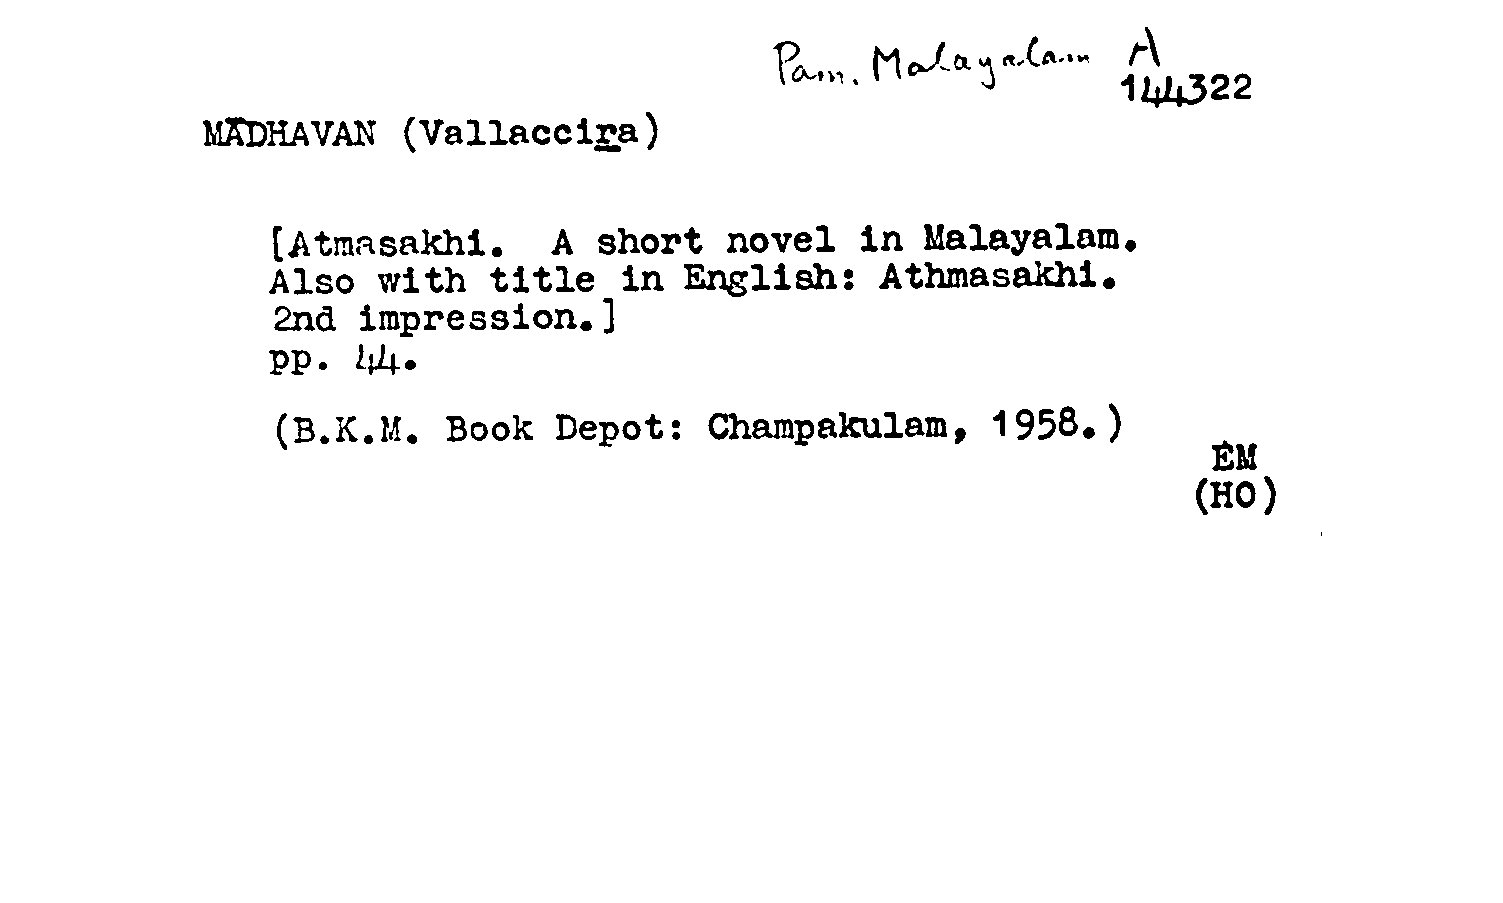 Pam. Malayalam A
144322
MĀDHAVAN (Vallacciṟa)
[Atmasakhi. A short novel in Malayalam.
Also with title in English: Athmasakhi.
2nd impression.]
pp. 44.
(B.K.M. Book Depot: Champakulam, 1958.)
EM
(HO)